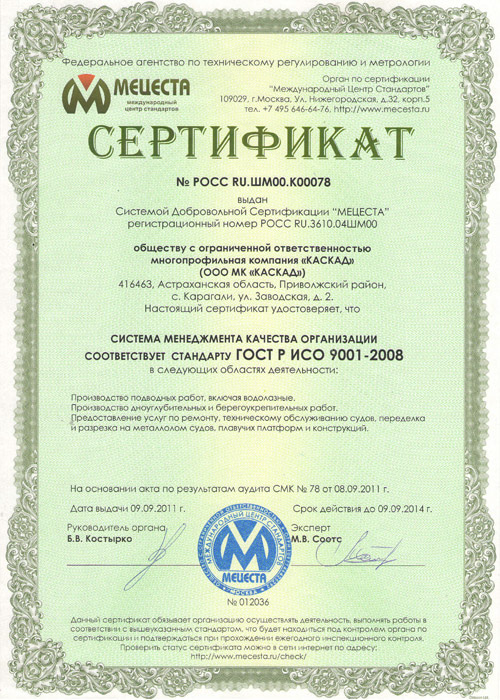 Федеральное агентство по техническому регулированию и метрологии
МЕЦЕСТА
международный
центр стандартов
Орган по сертификации
"Международный Центр Стандартов"
109029, г.Москва, Ул. Нижегородская, д.32, корп.5
тел. +7 495 646-64-76, http://www.mecesta.ru
СЕРТИФИКАТ
№ РОСС RU.ШМ00.К00078
выдан
Системой Добровольной Сертификации "МЕЦЕСТА"
регистрационный номер РОСС RU.3610.04ШМ00
обществу с ограниченной ответственностью
многопрофильная компания «КАСКАД»
(ООО МК «КАСКАД»)
416463, Астраханская область, Приволжский район,
с. Карагали, ул. Заводская, д. 2.
Настоящий сертификат удостоверяет, что
СИСТЕМА МЕНЕДЖМЕНТА КАЧЕСТВА ОРГАНИЗАЦИИ
СООТВЕТСТВУЕТ СТАНДАРТУ ГОСТ Р ИСО 9001-2008
в следующих областях деятельности:
Производство подводных работ, включая водолазные.
Производство дноуглубительных и берегоукрепительных работ.
Предоставление услуг по ремонту, техническому обслуживанию судов, переделка
и разрезка на металлолом судов, плавучих платформ и конструкций.
На основании акта по результатам аудита СМК № 78 от 08.09.2011 г.
Дата выдачи 09.09.2011 г.
Срок действия до 09.09.2014 г.
Руководитель органа
Б.В. Костырко
Эксперт
М.В. Соотс
МЕЖДУНАРОДНЫЙ ЦЕНТР СТАНДАРТОВ
МЕЦЕСТА
МОСКВА
№ 012036
Данный сертификат обязывает организацию осуществлять деятельность, выполнять работы в
соответствии с вышеуказанным стандартом, что будет находиться под контролем органа по
сертификации и подтверждаться при прохождении ежегодного инспекционного контроля.
Проверить статус сертификата можно в сети интернет по адресу:
http://www.mecesta.ru/check/